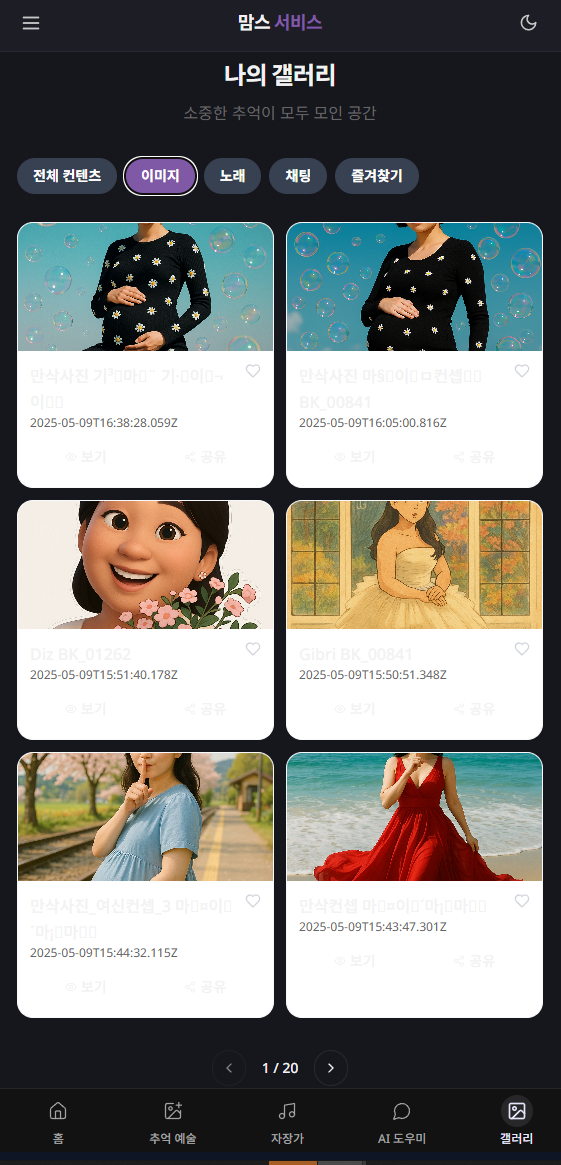 맘스 서비스
나의 갤러리
소중한 추억이 모두 모인 공간
전체 컨텐츠
이미지
노래
채팅
즐겨찾기
만삭사진
2025-05-09T16:38:28.059Z
보기
공유
만삭사진
BK_00841
2025-05-09T16:05:00.816Z
보기
공유
Diz BK_01262
2025-05-09T15:51:40.178Z
보기
공유
Gibri BK_00841
2025-05-09T15:50:51.348Z
보기
공유
만삭사진_여신컨셉_3
2025-05-09T15:44:32.115Z
보기
공유
만삭컨셉
2025-05-09T15:43:47.301Z
보기
공유
1 / 20
홈
추억 예술
자장가
AI 도우미
갤러리